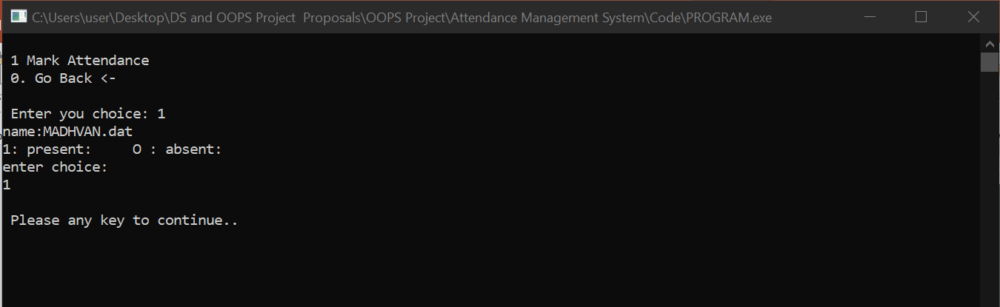 C:\Users\user\Desktop\DS and OOPS Project  Proposals\OOPS Project\Attendance Management System\Code\PROGRAM.exe
1 Mark Attendance
0. Go Back <-
Enter you choice: 1
name:MADHVAN.dat
1: present:     O : absent:
enter choice:
1
Please any key to continue..